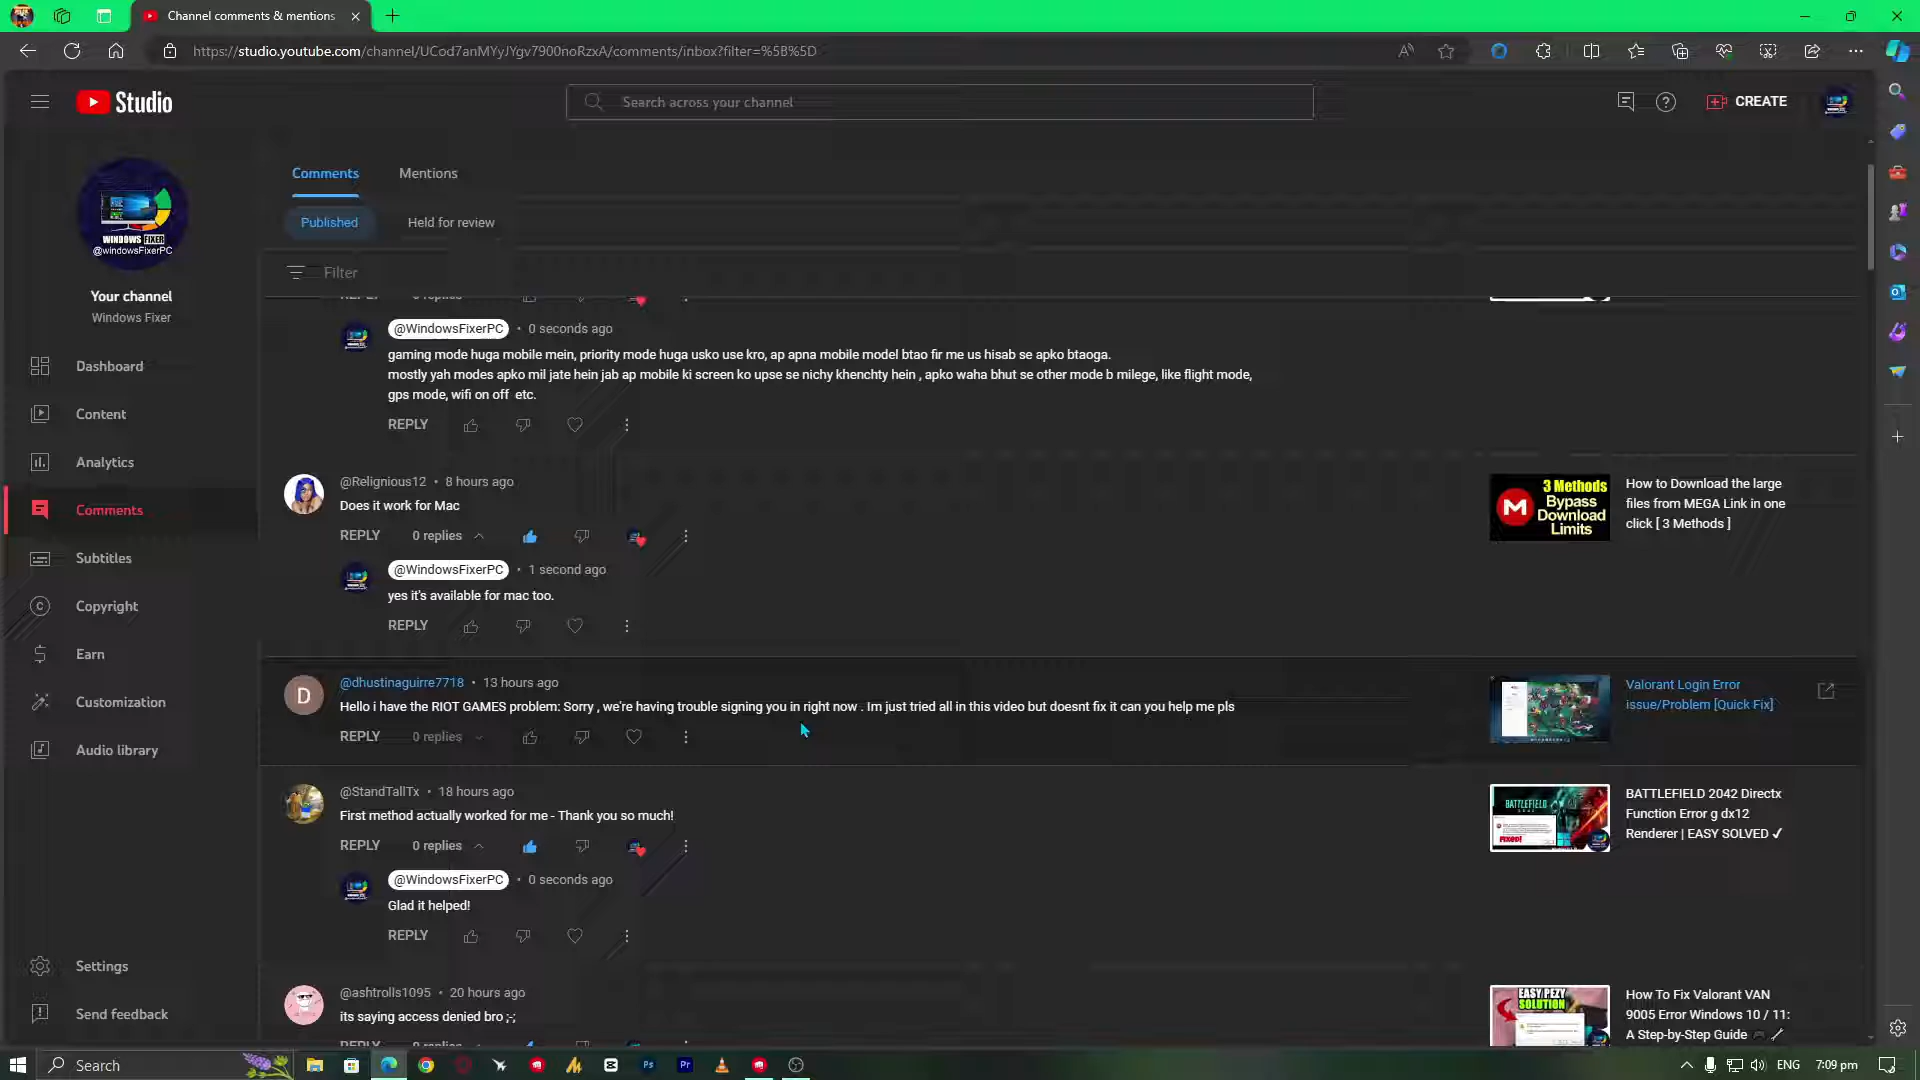 Channel comments & mentions
https://studio.youtube.com/channel/UCod7anMYyJYgv7900noRzxA/comments/inbox?filter=%5B%5D
Studio
Search across your channel
CREATE
WINDOWS FIXER
@windowsFixerPC
Your channel
Windows Fixer
Dashboard
Content
Analytics
Comments
Subtitles
Copyright
Earn
Customization
Audio library
Settings
Send feedback
Comments
Mentions
Published
Held for review
Filter
@WindowsFixerPC • 0 seconds ago
gaming mode huga mobile mein, priority mode huga usko use kro, ap apna mobile model btao fir me us hisab se apko btaoga.
mostly yah modes apko mil jate hein jab ap mobile ki screen ko upse se nichy khenchty hein , apko waha bhut se other mode b milege, like flight mode,
gps mode, wifi on off etc.
REPLY
@Relignious12 • 8 hours ago
Does it work for Mac
REPLY 0 replies
3 Methods
Bypass
Download
Limits
How to Download the large
files from MEGA Link in one
click [ 3 Methods ]
@WindowsFixerPC • 1 second ago
yes it's available for mac too.
REPLY
D
@dhustinaguirre7718 • 13 hours ago
Hello i have the RIOT GAMES problem: Sorry , we're having trouble signing you in right now . Im just tried all in this video but doesnt fix it can you help me pls
REPLY 0 replies
Valorant Login Error
issue/Problem [Quick Fix]
@StandTallTx • 18 hours ago
First method actually worked for me - Thank you so much!
REPLY 0 replies
BATTLEFIELD
BATTLEFIELD 2042 Directx
Function Error g dx12
Renderer | EASY SOLVED ✓
@WindowsFixerPC • 0 seconds ago
Glad it helped!
REPLY
@ashtrolls1095 • 20 hours ago
its saying access denied bro ;-;
EASY PEZY
SOLUTION
How To Fix Valorant VAN
9005 Error Windows 10 / 11:
A Step-by-Step Guide
Search
ENG
7:09 pm